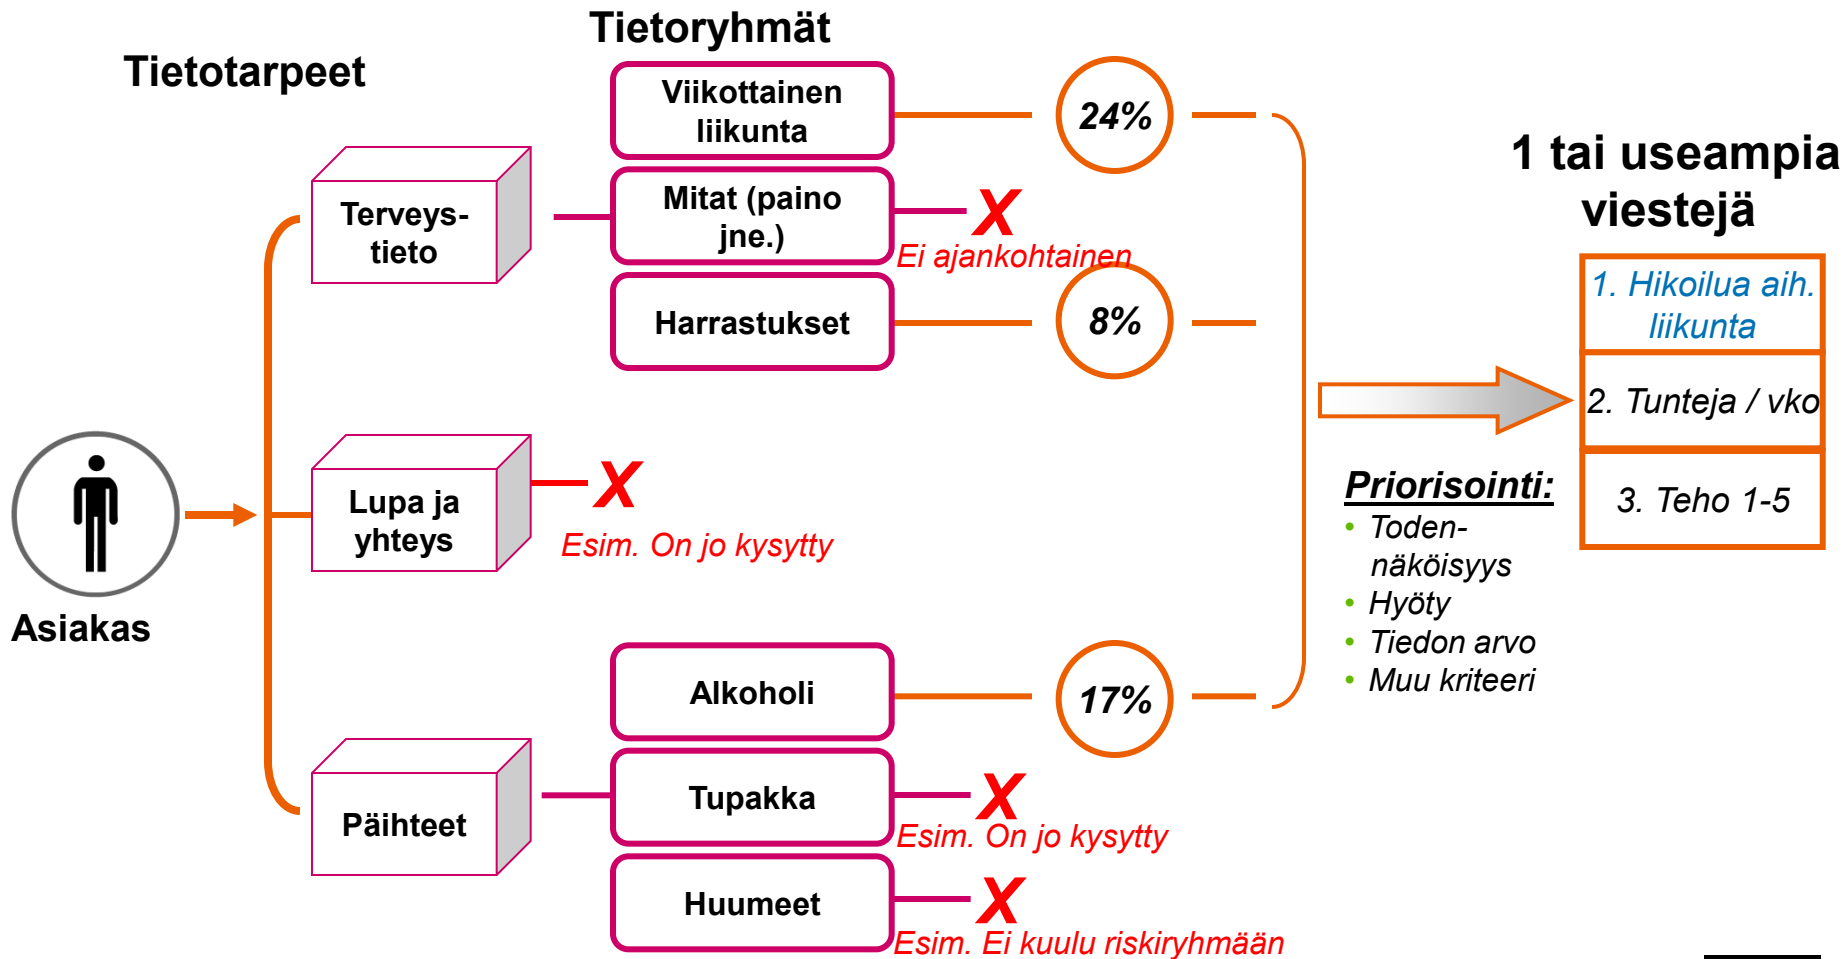 Tietotarpeet
Tietoryhmät
Asiakas
Terveys-
tieto
Viikottainen
liikunta
24%
Mitat (paino
jne.)
X
Ei ajankohtainen
Harrastukset
8%
Lupa ja
yhteys
X
Esim. On jo kysytty
Päihteet
Alkoholi
17%
Tupakka
X
Esim. On jo kysytty
Huumeet
X
Esim. Ei kuulu riskiryhmään
Priorisointi:
• Toden-
näköisyys
• Hyöty
• Tiedon arvo
• Muu kriteeri
1 tai useampia
viestejä
1. Hikoilua aih.
liikunta
2. Tunteja / vko
3. Teho 1-5